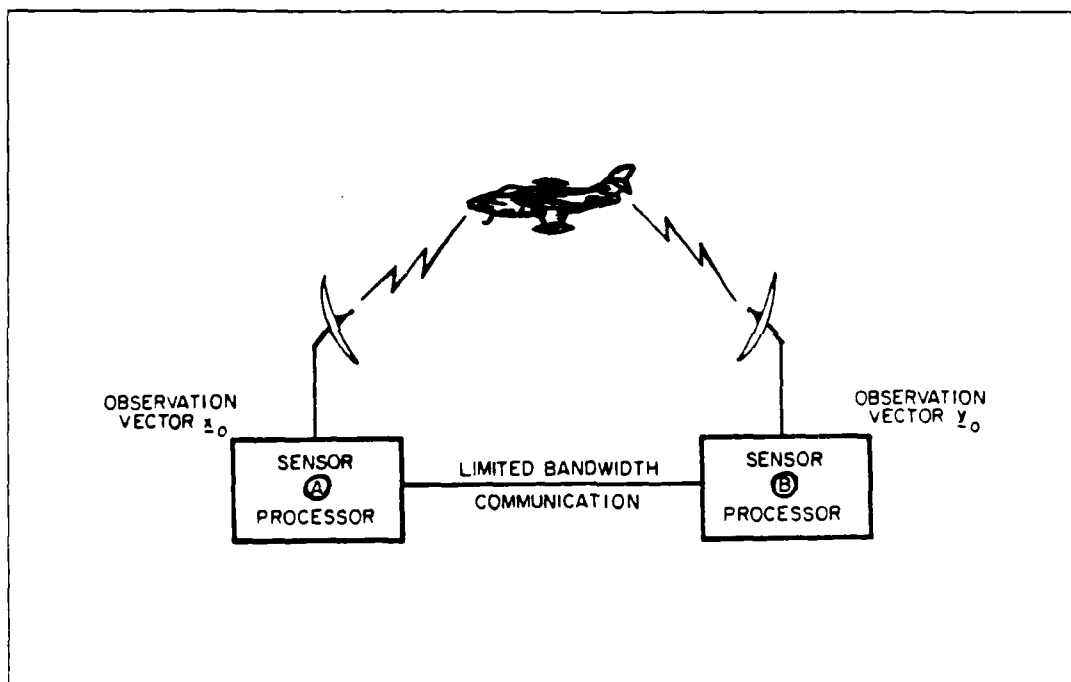 OBSERVATION
VECTOR x₀
OBSERVATION
VECTOR y₀
SENSOR
A
PROCESSOR
LIMITED BANDWIDTH
COMMUNICATION
SENSOR
B
PROCESSOR